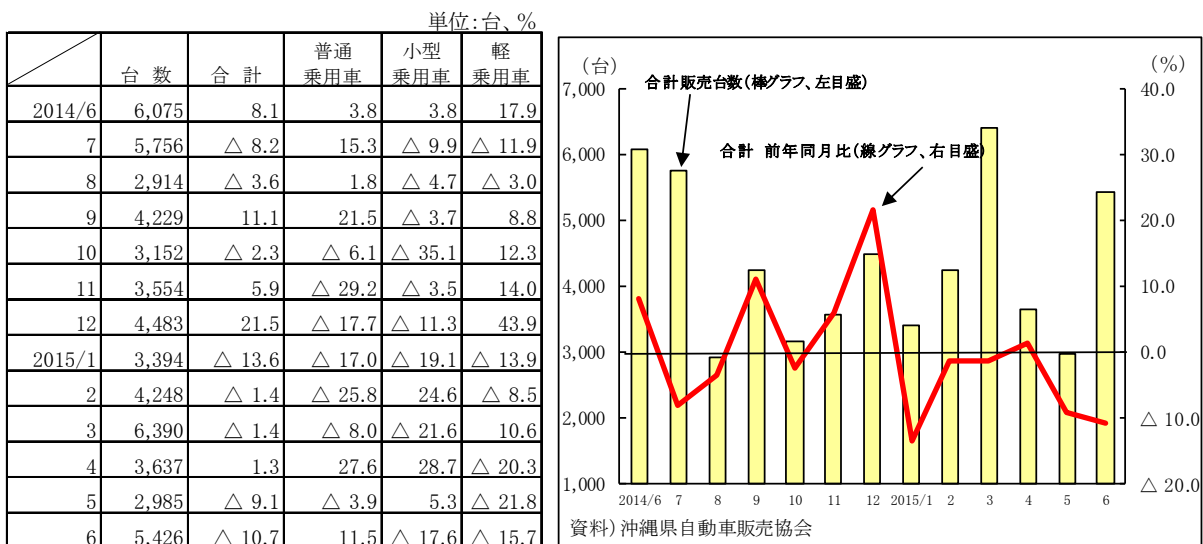 単位：台、％
台 数 合 計 普通乗用車 小型乗用車 軽乗用車
2014/6 6,075 8.1 3.8 3.8 17.9
7 5,756 △ 8.2 15.3 △ 9.9 △ 11.9
8 2,914 △ 3.6 1.8 △ 4.7 △ 3.0
9 4,229 11.1 21.5 △ 3.7 8.8
10 3,152 △ 2.3 △ 6.1 △ 35.1 12.3
11 3,554 5.9 △ 29.2 △ 3.5 14.0
12 4,483 21.5 △ 17.7 △ 11.3 43.9
2015/1 3,394 △ 13.6 △ 17.0 △ 19.1 △ 13.9
2 4,248 △ 1.4 △ 25.8 24.6 △ 8.5
3 6,390 △ 1.4 △ 8.0 △ 21.6 10.6
4 3,637 1.3 27.6 28.7 △ 20.3
5 2,985 △ 9.1 △ 3.9 5.3 △ 21.8
6 5,426 △ 10.7 11.5 △ 17.6 △ 15.7
（台）
（％）
合計販売台数（棒グラフ、左目盛）
合計 前年同月比（線グラフ、右目盛）
7,000
6,000
5,000
4,000
3,000
2,000
1,000
40.0
30.0
20.0
10.0
0.0
△ 10.0
△ 20.0
2014/6 7 8 9 10 11 12 2015/1 2 3 4 5 6
資料）沖縄県自動車販売協会